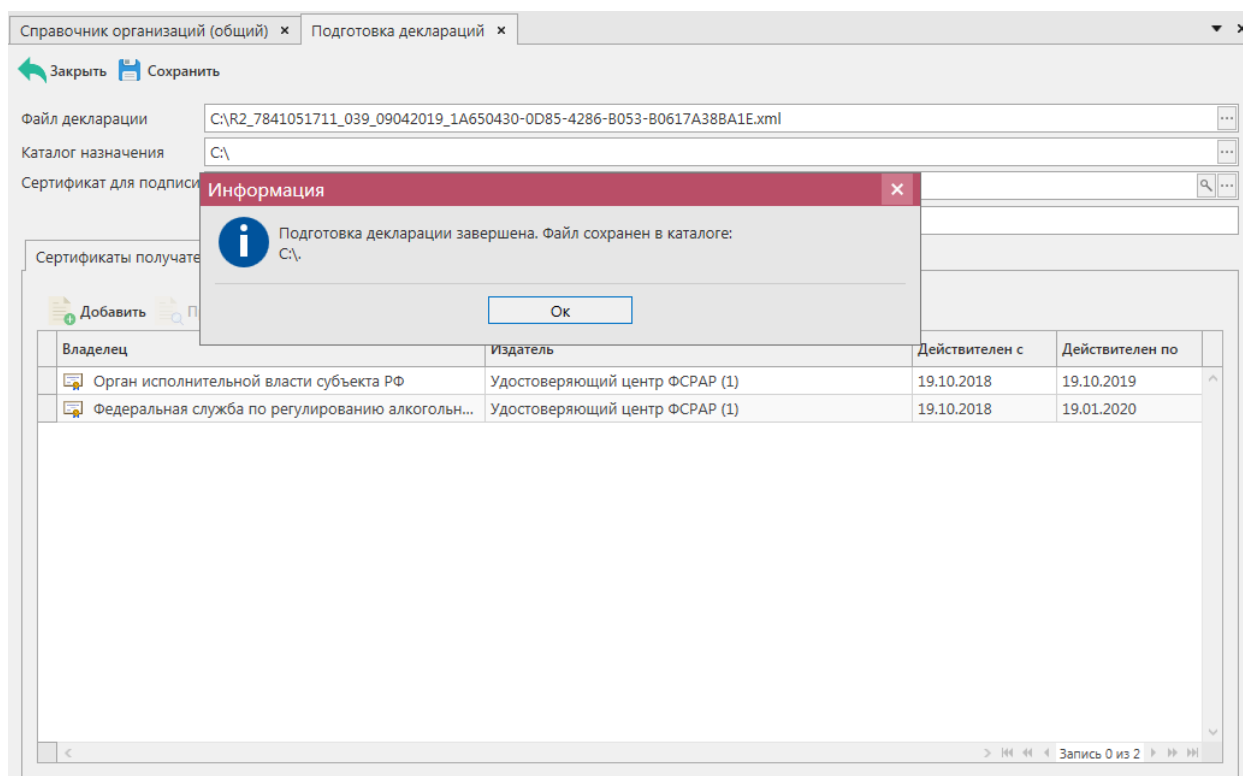 Справочник организаций (общий) × Подготовка деклараций ×
Закрыть Сохранить
Файл декларации C:\R2_7841051711_039_09042019_1A650430-0D85-4286-B053-B0617A38BA1E.xml
Каталог назначения C:\
Сертификат для подписи
Информация
Подготовка декларации завершена. Файл сохранен в каталоге:
C:\.
Ок
Сертификаты получате
Добавить П
Владелец Издатель Действителен с Действителен по
Орган исполнительной власти субъекта РФ Удостоверяющий центр ФСРАР (1) 19.10.2018 19.10.2019
Федеральная служба по регулированию алкогольн... Удостоверяющий центр ФСРАР (1) 19.10.2018 19.01.2020
Запись 0 из 2